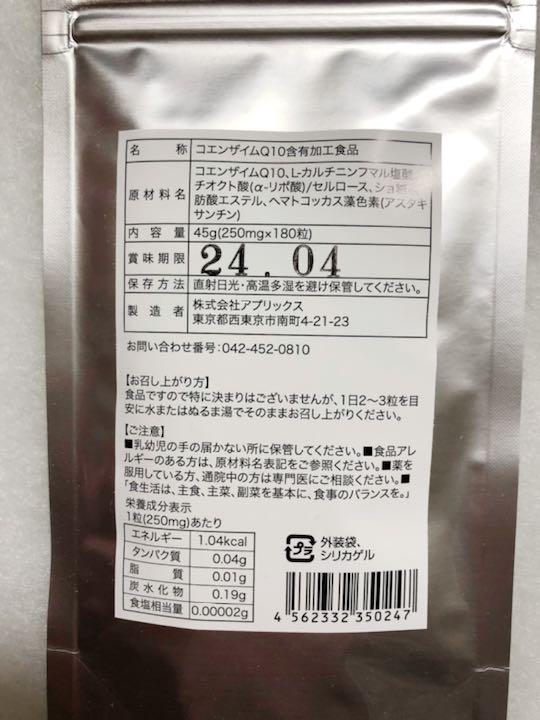 名 称 コエンザイムQ10含有加工食品
原材料名 コエンザイムQ10、L-カルチニンフマル塩酸、
チオクト酸(α-リポ酸)/セルロース、ショ糖
肪酸エステル、ヘマトコッカス藻色素(アスタキ
サンチン)
内容量 45g(250mg×180粒)
賞味期限 24.04
保存方法 直射日光・高温多湿を避け保管してください。
製造者 株式会社アプリックス
東京都西東京市南町4-21-23
お問い合わせ番号:042-452-0810
【お召し上がり方】
食品ですので特に決まりはございませんが、1日2〜3粒を目
安に水またはぬるま湯でそのままお召し上がりください。
【ご注意】
■乳幼児の手の届かない所に保管してください。■食品アレ
ルギーのある方は、原材料名表記をご参照ください。■薬を
服用している方、通院中の方は専門医にご相談ください。■
「食生活は、主食、主菜、副菜を基本に、食事のバランスを。」
栄養成分表示
1粒(250mg)あたり
エネルギー 1.04kcal
タンパク質 0.04g
脂 質 0.01g
炭水化物 0.19g
食塩相当量 0.00002g
プラ 外装袋、
シリカゲル
4 562332 350247